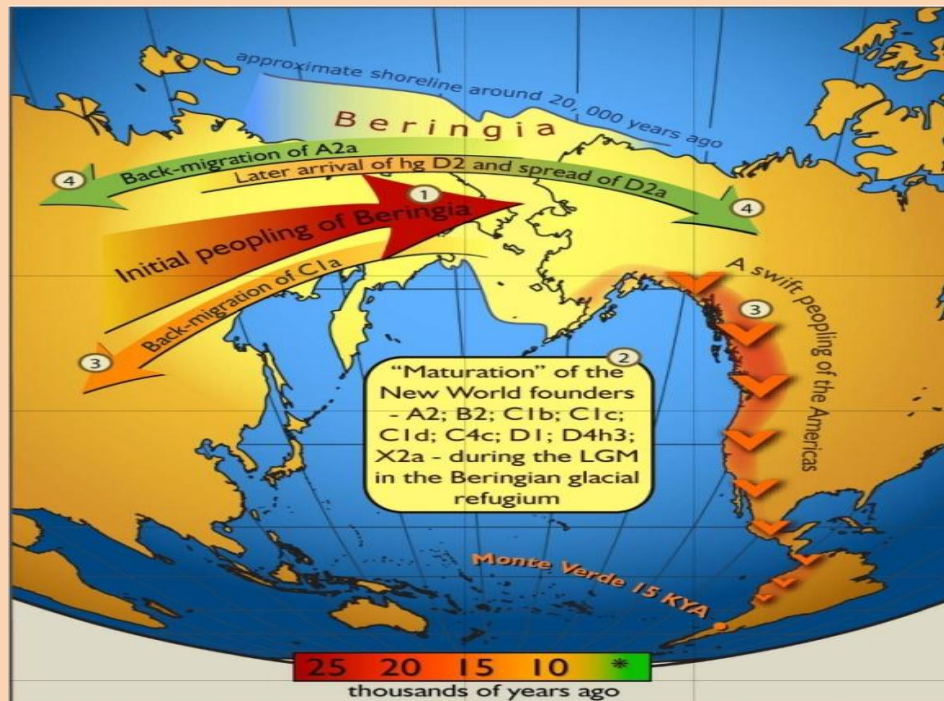 approximate shoreline around 20, 000 years ago
Beringia
4
Back-migration of A2a
Later arrival of hg D2 and spread of D2a
4
1
Initial peopling of Beringia
Back-migration of C1a
3
A swift peopling of the Americas
3
2
“Maturation” of the
New World founders
- A2; B2; C1b; C1c;
C1d; C4c; D1; D4h3;
X2a - during the LGM
in the Beringian glacial
refugium
Monte Verde 15 KYA
25 20 15 10 *
thousands of years ago